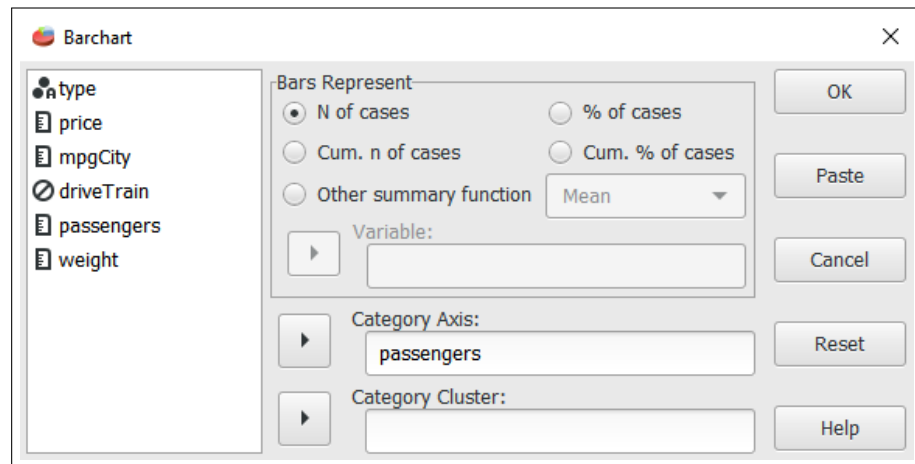 Barchart
type
price
mpgCity
driveTrain
passengers
weight
Bars Represent
N of cases
% of cases
Cum. n of cases
Cum. % of cases
Other summary function
Mean
Variable:
Category Axis:
passengers
Category Cluster:
OK
Paste
Cancel
Reset
Help